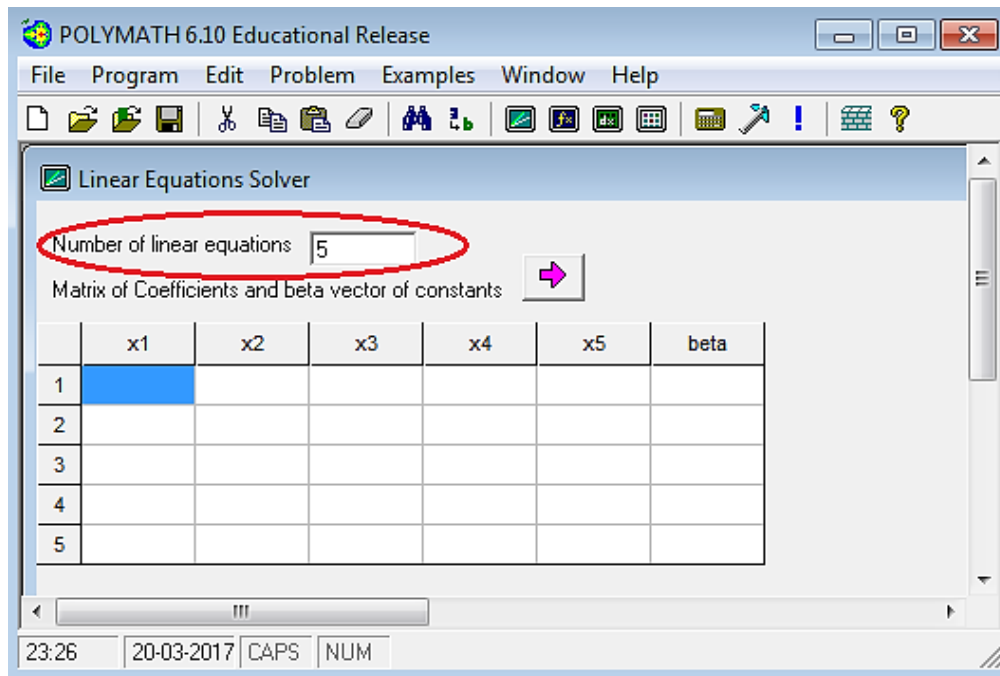 POLYMATH 6.10 Educational Release
File Program Edit Problem Examples Window Help
Linear Equations Solver
Number of linear equations 5
Matrix of Coefficients and beta vector of constants
x1 x2 x3 x4 x5 beta
1
2
3
4
5
23:26 20-03-2017 CAPS NUM